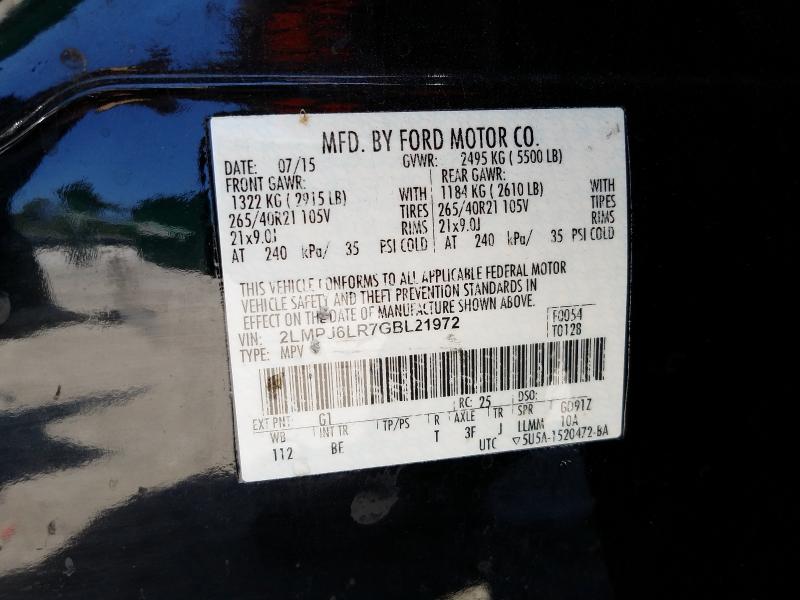 MFD. BY FORD MOTOR CO.
DATE: 07/15 GVWR: 2495 KG ( 5500 LB)
FRONT GAWR: REAR GAWR:
1322 KG ( 2915 LB) WITH 1184 KG ( 2610 LB) WITH
265/40R21 105V TIRES 265/40R21 105V TIRES
21x9.0J RIMS 21x9.0J RIMS
AT 240 kPa/ 35 PSI COLD AT 240 kPa/ 35 PSI COLD
THIS VEHICLE CONFORMS TO ALL APPLICABLE FEDERAL MOTOR
VEHICLE SAFETY AND THEFT PREVENTION STANDARDS IN
EFFECT ON THE DATE OF MANUFACTURE SHOWN ABOVE.
VIN: 2LMPJ6LR7GBL21972 F0054
TYPE: MPV T0128
RC: 25 DSO:
EXT PNT: G1 GD91Z
WB INT TR TP/PS R AXLE TR SPR 10A
112 BE T 3F J LLMM
UTC ▽5U5A-1520472-BA